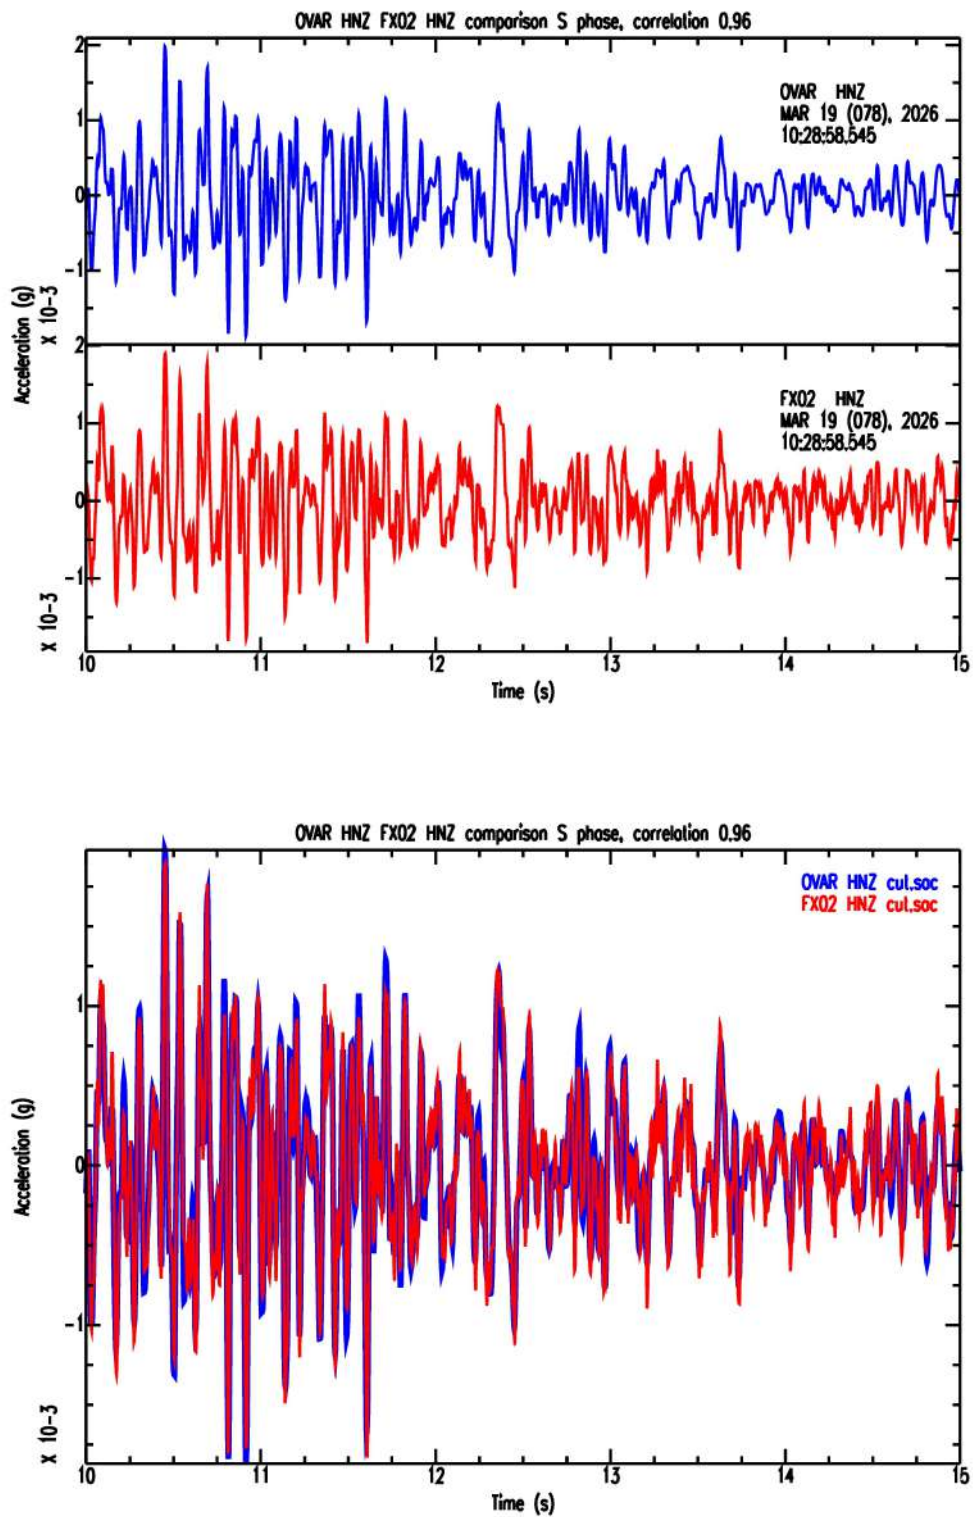 OVAR HNZ FX02 HNZ comparison S phase, correlation 0.96
2
1
0
-1
X 10-3
Acceleration (g)
OVAR HNZ
MAR 19 (078), 2026
10:28:58.545
2
1
0
-1
X 10-3
FX02 HNZ
MAR 19 (078), 2026
10:28:58.545
10 11 12 13 14 15
Time (s)
OVAR HNZ FX02 HNZ comparison S phase, correlation 0.96
OVAR HNZ cul.soc
FX02 HNZ cul.soc
1
0
-1
Acceleration (g)
X 10-3
10 11 12 13 14 15
Time (s)